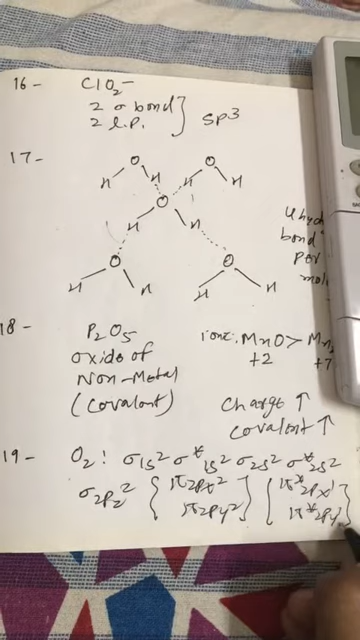 16 - ClO2-
2 σ bond
2 l.p. } SP3
17 -
O O
H H H H
O
H H
O O
H H H H
4 hyd
bond
per
mol
18 - P2O5 ionic: MnO > Mn2
+2 +7
oxide of
Non-Metal
(Covalent) Charge ↑
Covalent ↑
19 - O2: σ1s2 σ*1s2 σ2s2 σ*2s2
σ2pz2 { π2px2 } { π*2px1
π2py2 π*2py1